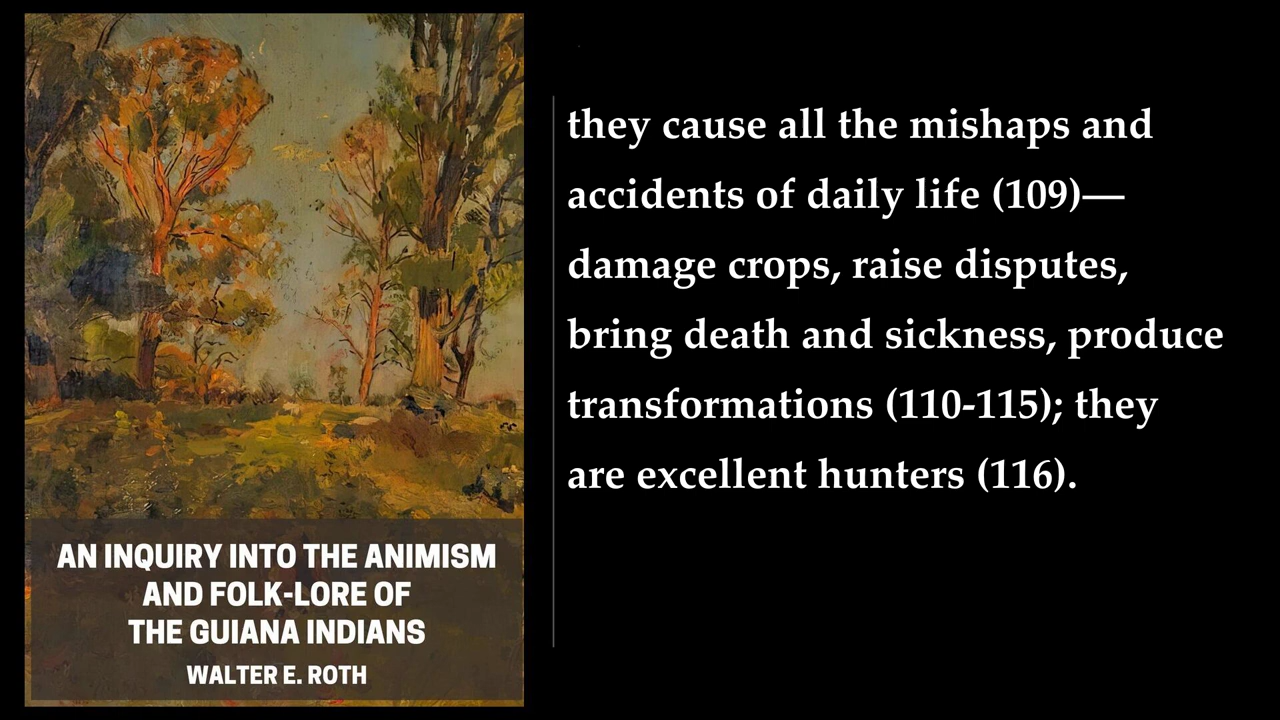 they cause all the mishaps and
accidents of daily life (109)—
damage crops, raise disputes,
bring death and sickness, produce
transformations (110-115); they
are excellent hunters (116).
AN INQUIRY INTO THE ANIMISM
AND FOLK-LORE OF
THE GUIANA INDIANS
WALTER E. ROTH